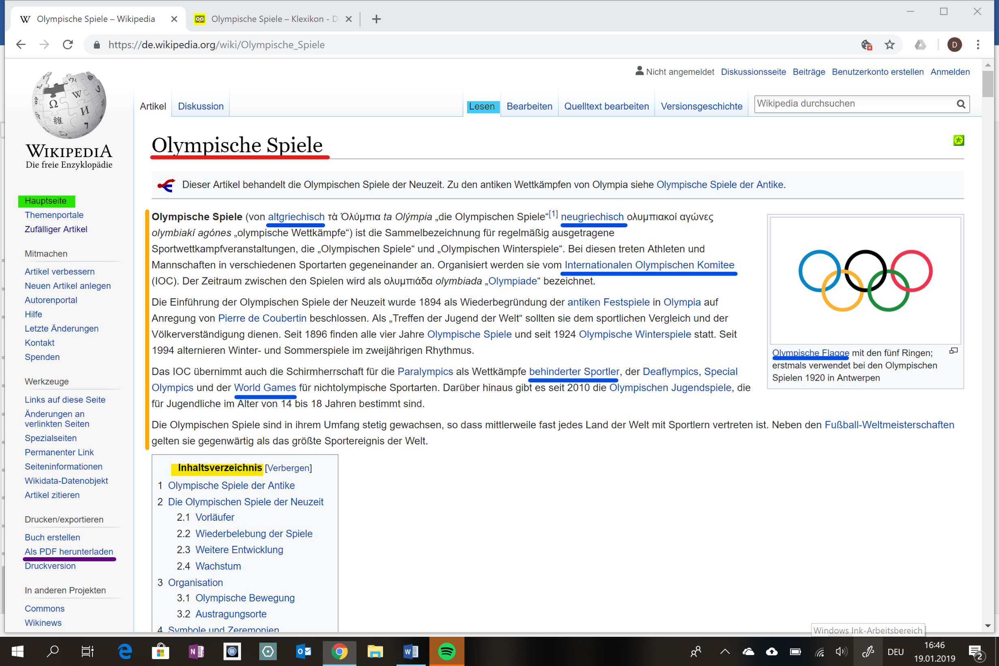 Olympische Spiele – Wikipedia
Olympische Spiele – Klexikon - D
https://de.wikipedia.org/wiki/Olympische_Spiele
D
Nicht angemeldet Diskussionsseite Beiträge Benutzerkonto erstellen Anmelden
Artikel Diskussion Lesen Bearbeiten Quelltext bearbeiten Versionsgeschichte Wikipedia durchsuchen
WIKIPEDIA
Die freie Enzyklopädie
Hauptseite
Themenportale
Zufälliger Artikel
Mitmachen
Artikel verbessern
Neuen Artikel anlegen
Autorenportal
Hilfe
Letzte Änderungen
Kontakt
Spenden
Werkzeuge
Links auf diese Seite
Änderungen an
verlinkten Seiten
Spezialseiten
Permanenter Link
Seiteninformationen
Wikidata-Datenobjekt
Artikel zitieren
Drucken/exportieren
Buch erstellen
Als PDF herunterladen
Druckversion
In anderen Projekten
Commons
Wikinews
Olympische Spiele
Dieser Artikel behandelt die Olympischen Spiele der Neuzeit. Zu den antiken Wettkämpfen von Olympia siehe Olympische Spiele der Antike.
Olympische Spiele (von altgriechisch τὰ Ὀλύμπια ta Olýmpia „die Olympischen Spiele“[1] neugriechisch ολυμπιακοί αγώνες
olymbiakí agónes „olympische Wettkämpfe“) ist die Sammelbezeichnung für regelmäßig ausgetragene
Sportwettkampfveranstaltungen, die „Olympischen Spiele“ und „Olympischen Winterspiele“. Bei diesen treten Athleten und
Mannschaften in verschiedenen Sportarten gegeneinander an. Organisiert werden sie vom Internationalen Olympischen Komitee
(IOC). Der Zeitraum zwischen den Spielen wird als ολυμπιάδα olymbiada „Olympiade“ bezeichnet.
Die Einführung der Olympischen Spiele der Neuzeit wurde 1894 als Wiederbegründung der antiken Festspiele in Olympia auf
Anregung von Pierre de Coubertin beschlossen. Als „Treffen der Jugend der Welt“ sollten sie dem sportlichen Vergleich und der
Völkerverständigung dienen. Seit 1896 finden alle vier Jahre Olympische Spiele und seit 1924 Olympische Winterspiele statt. Seit
1994 alternieren Winter- und Sommerspiele im zweijährigen Rhythmus.
Das IOC übernimmt auch die Schirmherrschaft für die Paralympics als Wettkämpfe behinderter Sportler, der Deaflympics, Special
Olympics und der World Games für nichtolympische Sportarten. Darüber hinaus gibt es seit 2010 die Olympischen Jugendspiele, die
für Jugendliche im Alter von 14 bis 18 Jahren bestimmt sind.
Die Olympischen Spiele sind in ihrem Umfang stetig gewachsen, so dass mittlerweile fast jedes Land der Welt mit Sportlern vertreten ist. Neben den Fußball-Weltmeisterschaften
gelten sie gegenwärtig als das größte Sportereignis der Welt.
Olympische Flagge mit den fünf Ringen;
erstmals verwendet bei den Olympischen
Spielen 1920 in Antwerpen
Inhaltsverzeichnis [Verbergen]
1 Olympische Spiele der Antike
2 Die Olympischen Spiele der Neuzeit
2.1 Vorläufer
2.2 Wiederbelebung der Spiele
2.3 Weitere Entwicklung
2.4 Wachstum
3 Organisation
3.1 Olympische Bewegung
3.2 Austragungsorte
4 Symbole und Zeremonien
Windows Ink-Arbeitsbereich
DEU
16:46
19.01.2019
2